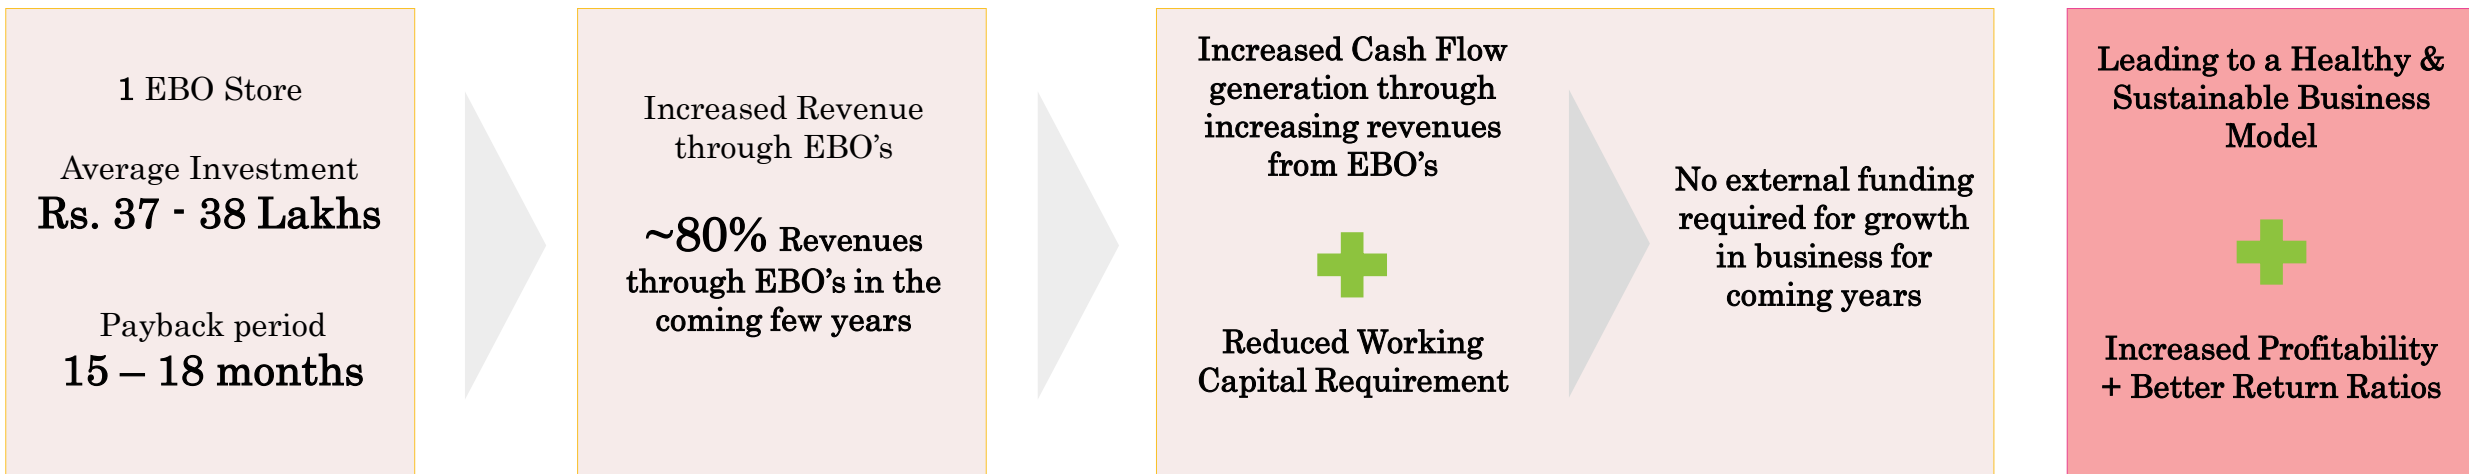 1 EBO Store
Average Investment
Rs. 37 - 38 Lakhs
Payback period
15 – 18 months
Increased Revenue
through EBO’s
~80% Revenues
through EBO’s in the
coming few years
Increased Cash Flow
generation through
increasing revenues
from EBO’s
Reduced Working
Capital Requirement
No external funding
required for growth
in business for
coming years
Leading to a Healthy &
Sustainable Business
Model
Increased Profitability
+ Better Return Ratios